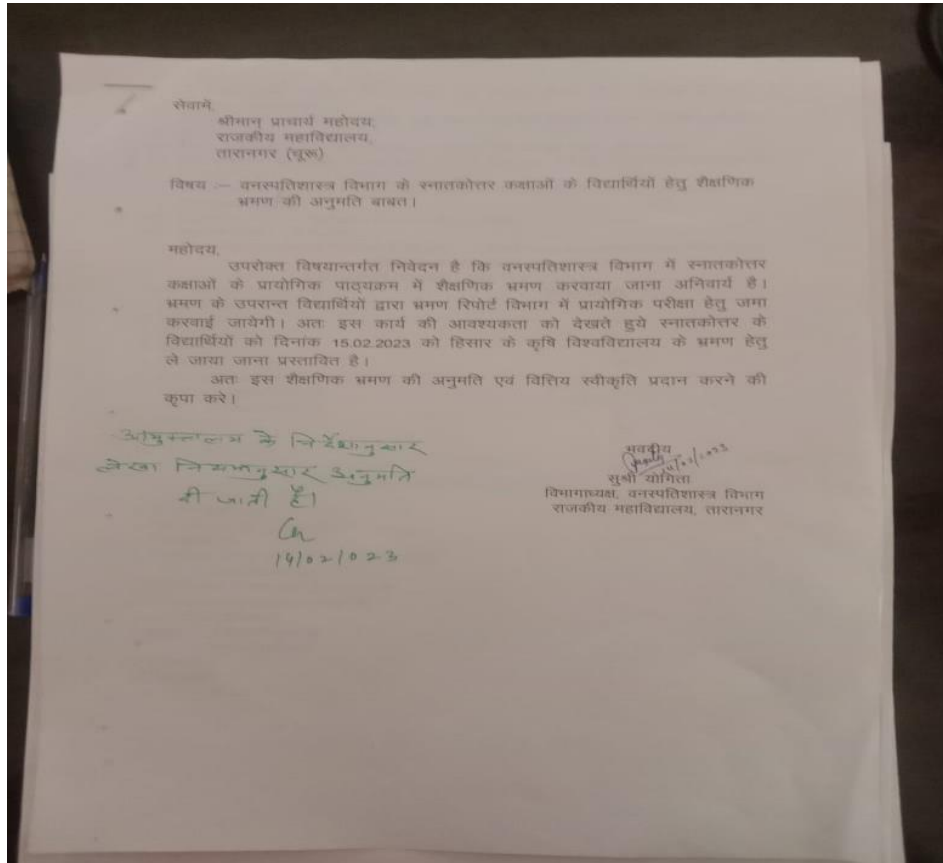 सेवामें,
श्रीमान् प्राचार्य महोदय,
राजकीय महाविद्यालय,
तारानगर (चूरू)
विषय :– वनस्पतिशास्त्र विभाग के स्नातकोत्तर कक्षाओं के विद्यार्थियों हेतु शैक्षणिक
भ्रमण की अनुमति बाबत।
महोदय,
उपरोक्त विषयान्तर्गत निवेदन है कि वनस्पतिशास्त्र विभाग में स्नातकोत्तर
कक्षाओं के प्रायोगिक पाठ्यक्रम में शैक्षणिक भ्रमण करवाया जाना अनिवार्य है।
भ्रमण के उपरान्त विद्यार्थियों द्वारा भ्रमण रिपोर्ट विभाग में प्रायोगिक परीक्षा हेतु जमा
करवाई जायेगी। अतः इस कार्य की आवश्यकता को देखते हुये स्नातकोत्तर के
विद्यार्थियों को दिनांक 15.02.2023 को हिसार के कृषि विश्वविद्यालय के भ्रमण हेतु
ले जाया जाना प्रस्तावित है।
अतः इस शैक्षणिक भ्रमण की अनुमति एवं वित्तिय स्वीकृति प्रदान करने की
कृपा करे।
आयुक्तालय के निर्देशानुसार
लेखा नियमानुसार अनुमति
दी जाती है।
14/02/023
भवदीय
14/02/2023
सुश्री योगिता
विभागाध्यक्ष, वनस्पतिशास्त्र विभाग
राजकीय महाविद्यालय, तारानगर